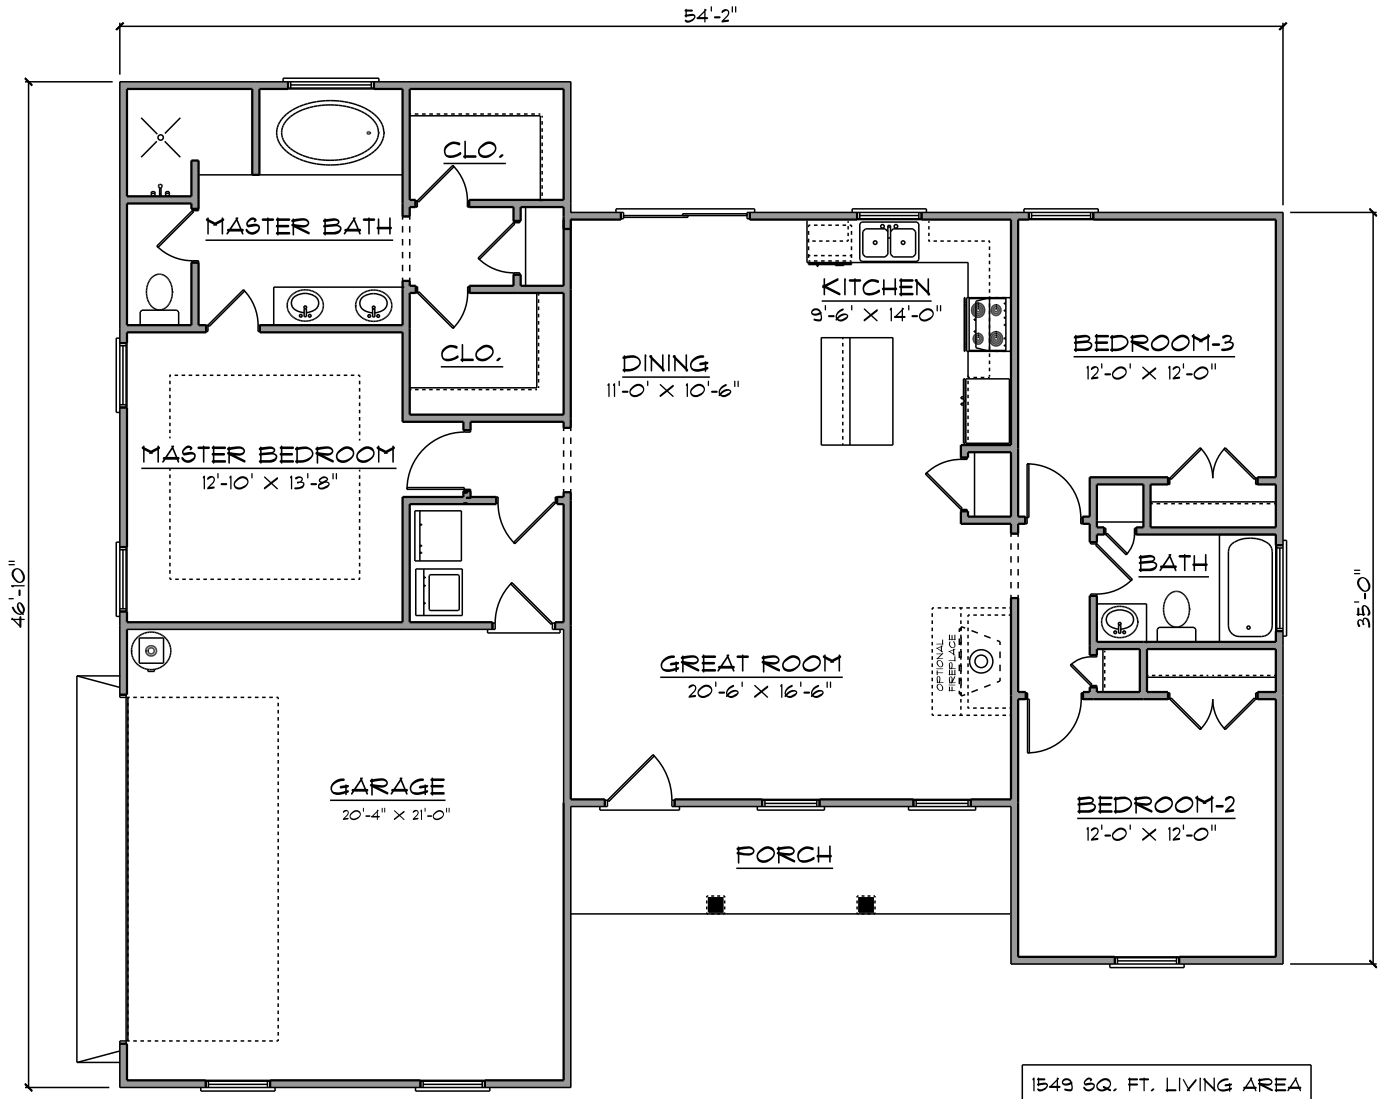 54'-2"
CLO.
MASTER BATH
KITCHEN
9'-6' X 14'-0"
CLO.
DINING
11'-0' X 10'-6"
BEDROOM-3
12'-0' X 12'-0"
MASTER BEDROOM
12'-10' X 13'-8"
46'-10"
BATH
35'-0"
GREAT ROOM
20'-6' X 16'-6"
OPTIONAL
FIREPLACE
GARAGE
20'-4" X 21'-0"
BEDROOM-2
12'-0' X 12'-0"
PORCH
1549 SQ. FT. LIVING AREA